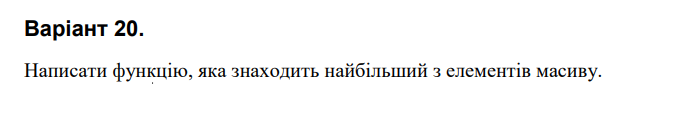 Варіант 20.
Написати функцію, яка знаходить найбільший з елементів масиву.